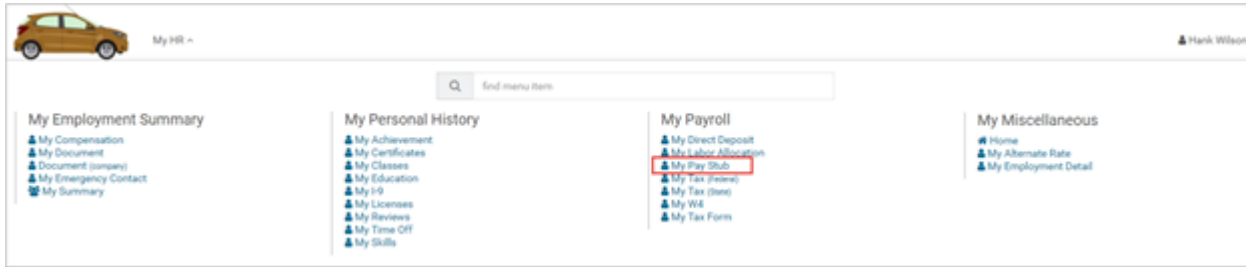 My HR
Hank Wilson
find menu item
My Employment Summary
My Compensation
My Document
Document (company)
My Emergency Contact
My Summary
My Personal History
My Achievement
My Certificates
My Classes
My Education
My I-9
My Licenses
My Reviews
My Time Off
My Skills
My Payroll
My Direct Deposit
My Labor Allocation
My Pay Stub
My Tax (Federal)
My Tax (State)
My W4
My Tax Form
My Miscellaneous
Home
My Alternate Rate
My Employment Detail